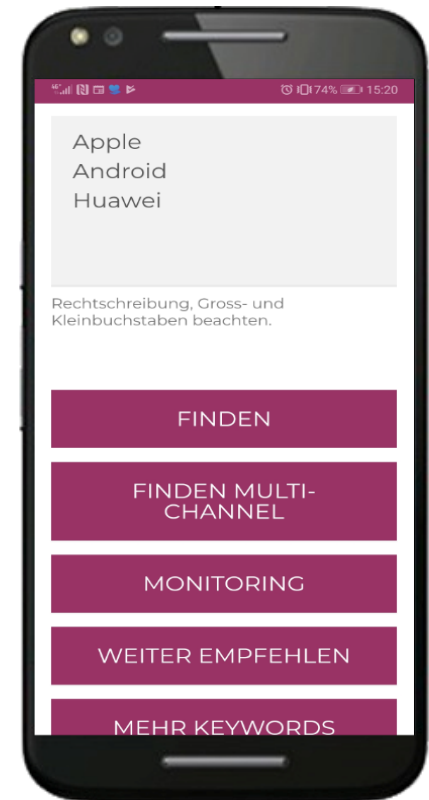 74% 15:20
Apple
Android
Huawei
Rechtschreibung, Gross- und
Kleinbuchstaben beachten.
FINDEN
FINDEN MULTI-
CHANNEL
MONITORING
WEITER EMPFEHLEN
MEHR KEYWORDS